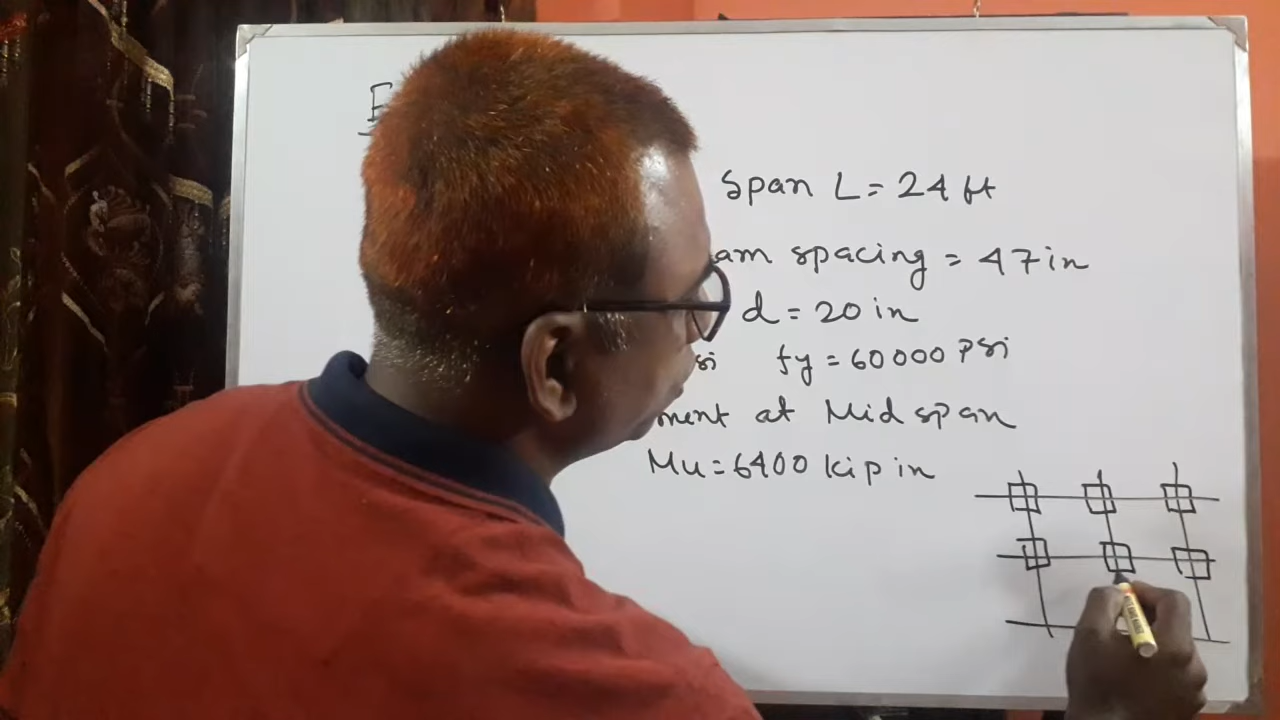 E
span L = 24 ft
am spacing = 47 in
d = 20 in
si fy = 60000 psi
ment at Mid span
Mu = 6400 kip in